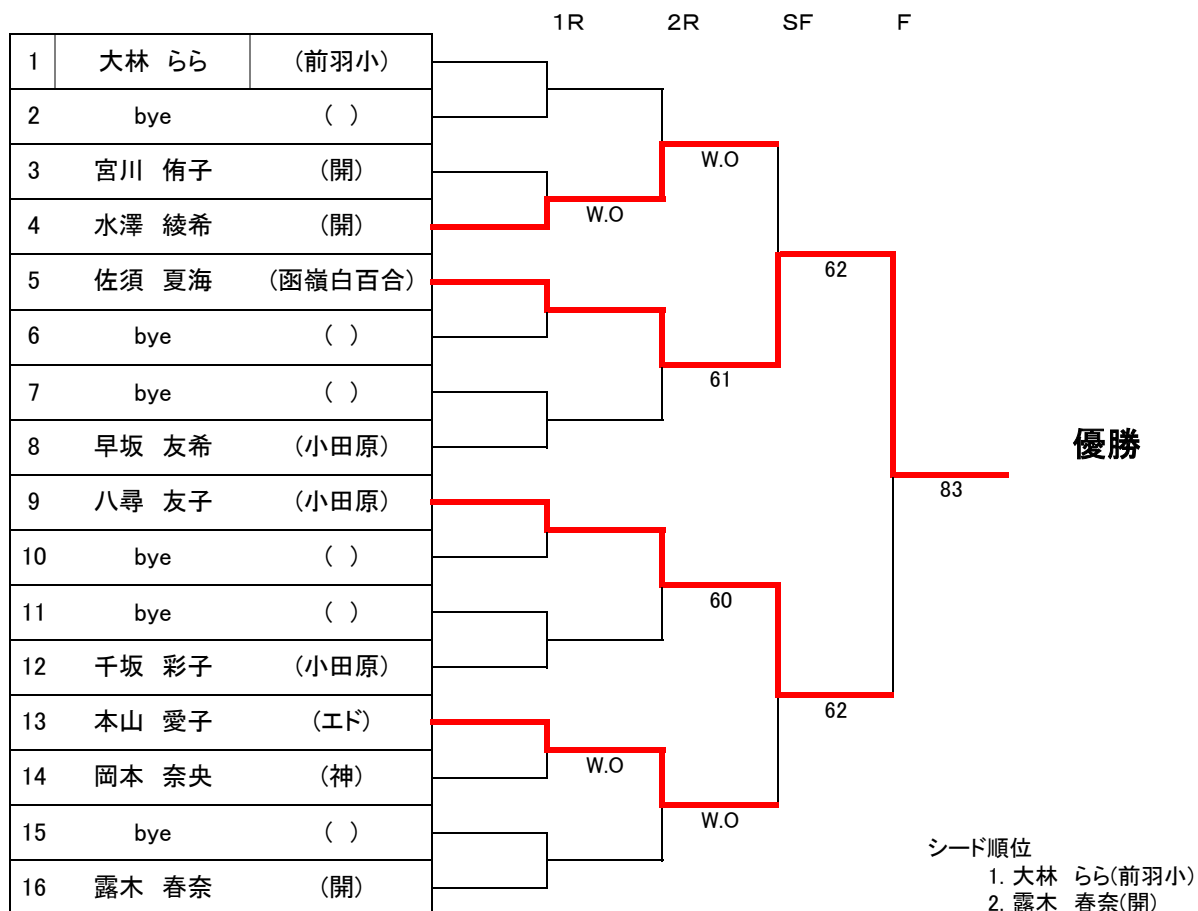 1R 2R SF F
1 大林 らら (前羽小)
2 bye ( )
W.O
3 宮川 侑子 (開)
W.O
4 水澤 綾希 (開)
62
5 佐須 夏海 (函嶺白百合)
6 bye ( )
61
7 bye ( )
8 早坂 友希 (小田原)
優勝
9 八尋 友子 (小田原)
83
10 bye ( )
60
11 bye ( )
12 千坂 彩子 (小田原)
62
13 本山 愛子 (エド)
W.O
14 岡本 奈央 (神)
W.O
15 bye ( )
シード順位
1. 大林 らら(前羽小)
16 露木 春奈 (開)
2. 露木 春奈(開)